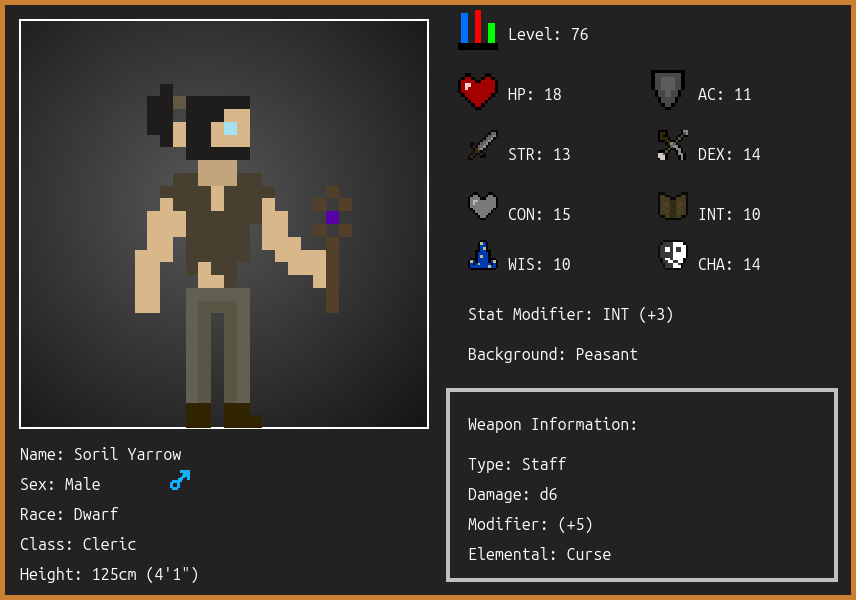 Level: 76
HP: 18
AC: 11
STR: 13
DEX: 14
CON: 15
INT: 10
WIS: 10
CHA: 14
Stat Modifier: INT (+3)
Background: Peasant
Weapon Information:
Type: Staff
Damage: d6
Modifier: (+5)
Elemental: Curse
Name: Soril Yarrow
Sex: Male
Race: Dwarf
Class: Cleric
Height: 125cm (4'1")